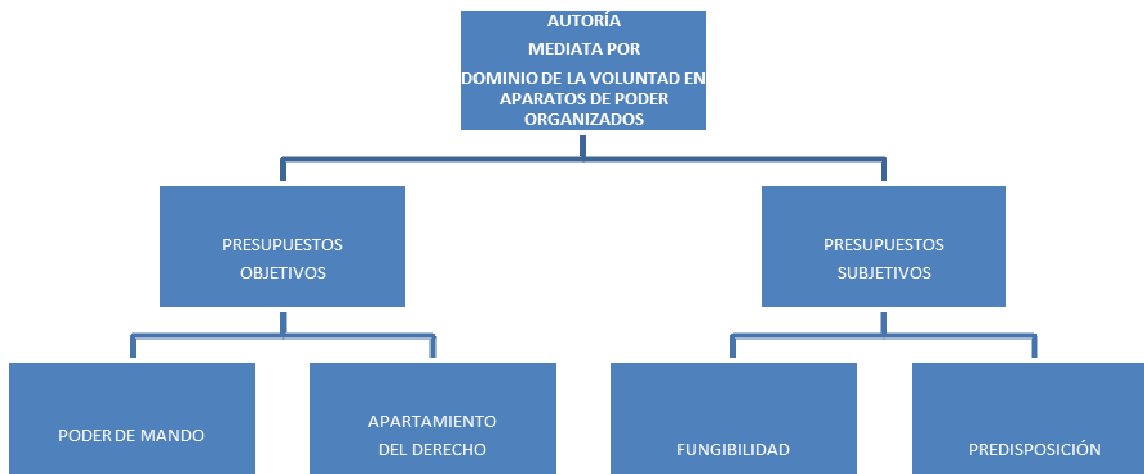 AUTORÍA
MEDIATA POR
DOMINIO DE LA VOLUNTAD EN
APARATOS DE PODER
ORGANIZADOS
PRESUPUESTOS
OBJETIVOS
PRESUPUESTOS
SUBJETIVOS
PODER DE MANDO
APARTAMIENTO
DEL DERECHO
FUNGIBILIDAD
PREDISPOSICIÓN